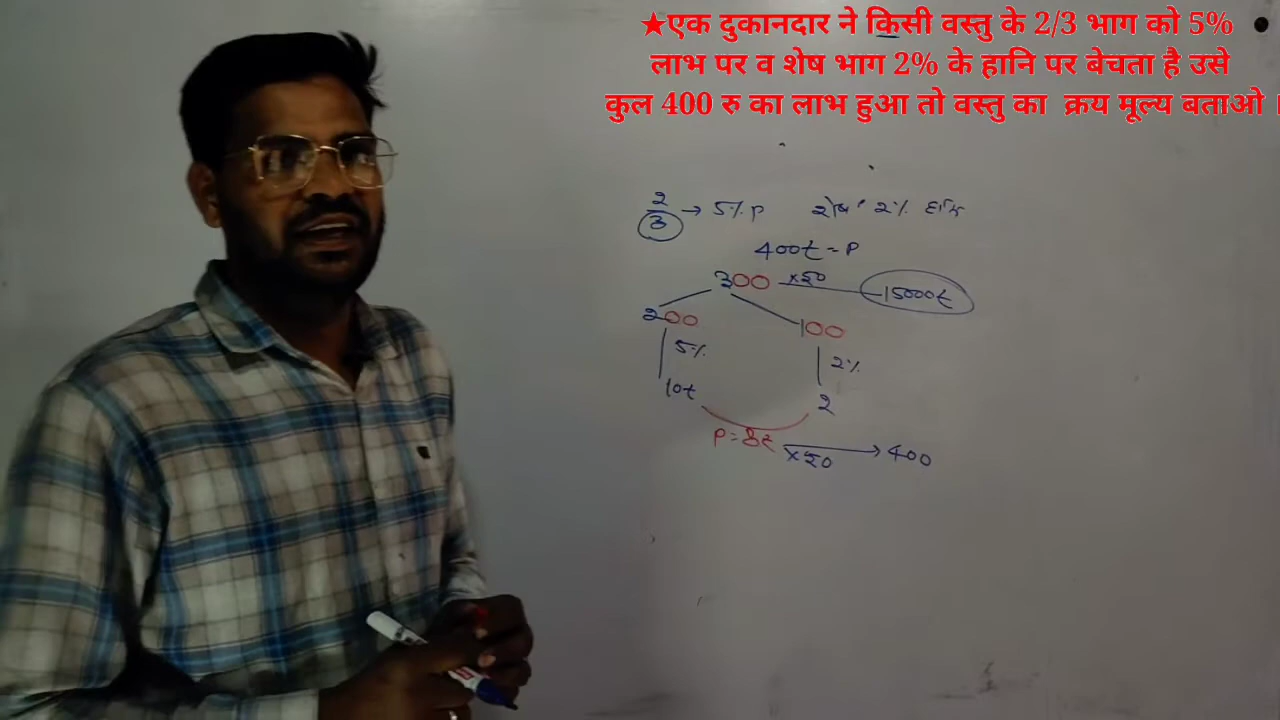 ★एक दुकानदार ने किसी वस्तु के 2/3 भाग को 5%
लाभ पर व शेष भाग 2% के हानि पर बेचता है उसे
कुल 400 रु का लाभ हुआ तो वस्तु का क्रय मूल्य बताओ ।
2/3 → 5% P शेष 2% हानि
400₹ = P
300 ×50 15000₹
200 100
5% 2%
10₹ 2
P=8₹ ×50 → 400